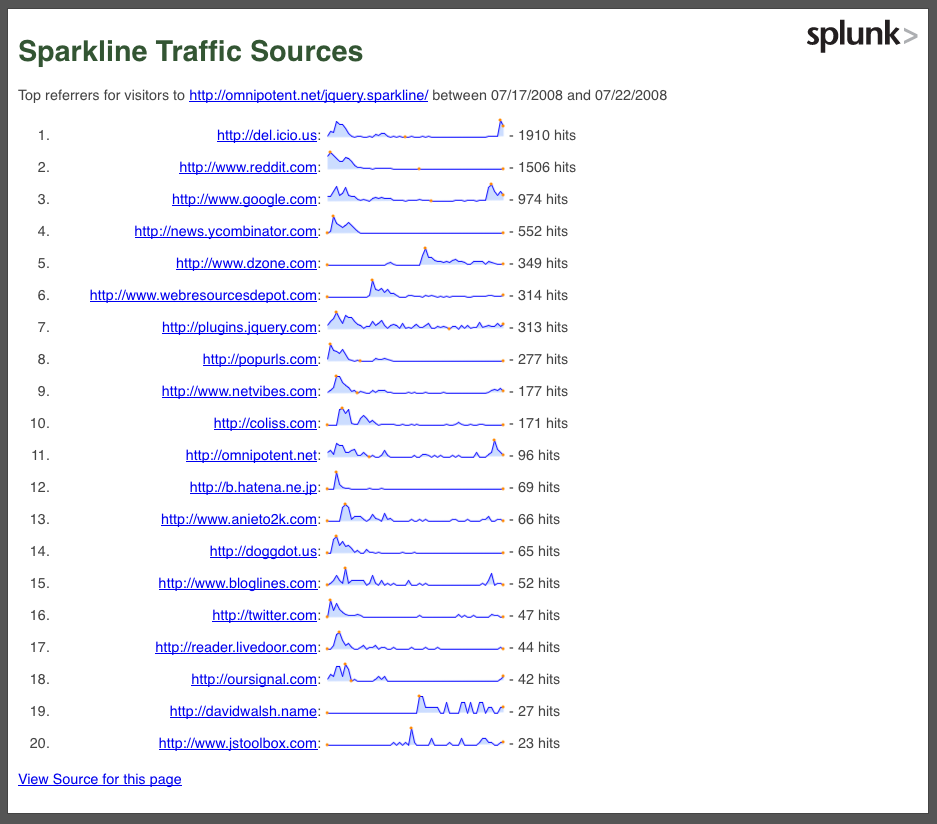 splunk>
Sparkline Traffic Sources
Top referrers for visitors to http://omnipotent.net/jquery.sparkline/ between 07/17/2008 and 07/22/2008
1. http://del.icio.us: - 1910 hits
2. http://www.reddit.com: - 1506 hits
3. http://www.google.com: - 974 hits
4. http://news.ycombinator.com: - 552 hits
5. http://www.dzone.com: - 349 hits
6. http://www.webresourcesdepot.com: - 314 hits
7. http://plugins.jquery.com: - 313 hits
8. http://popurls.com: - 277 hits
9. http://www.netvibes.com: - 177 hits
10. http://coliss.com: - 171 hits
11. http://omnipotent.net: - 96 hits
12. http://b.hatena.ne.jp: - 69 hits
13. http://www.anieto2k.com: - 66 hits
14. http://doggdot.us: - 65 hits
15. http://www.bloglines.com: - 52 hits
16. http://twitter.com: - 47 hits
17. http://reader.livedoor.com: - 44 hits
18. http://oursignal.com: - 42 hits
19. http://davidwalsh.name: - 27 hits
20. http://www.jstoolbox.com: - 23 hits
View Source for this page